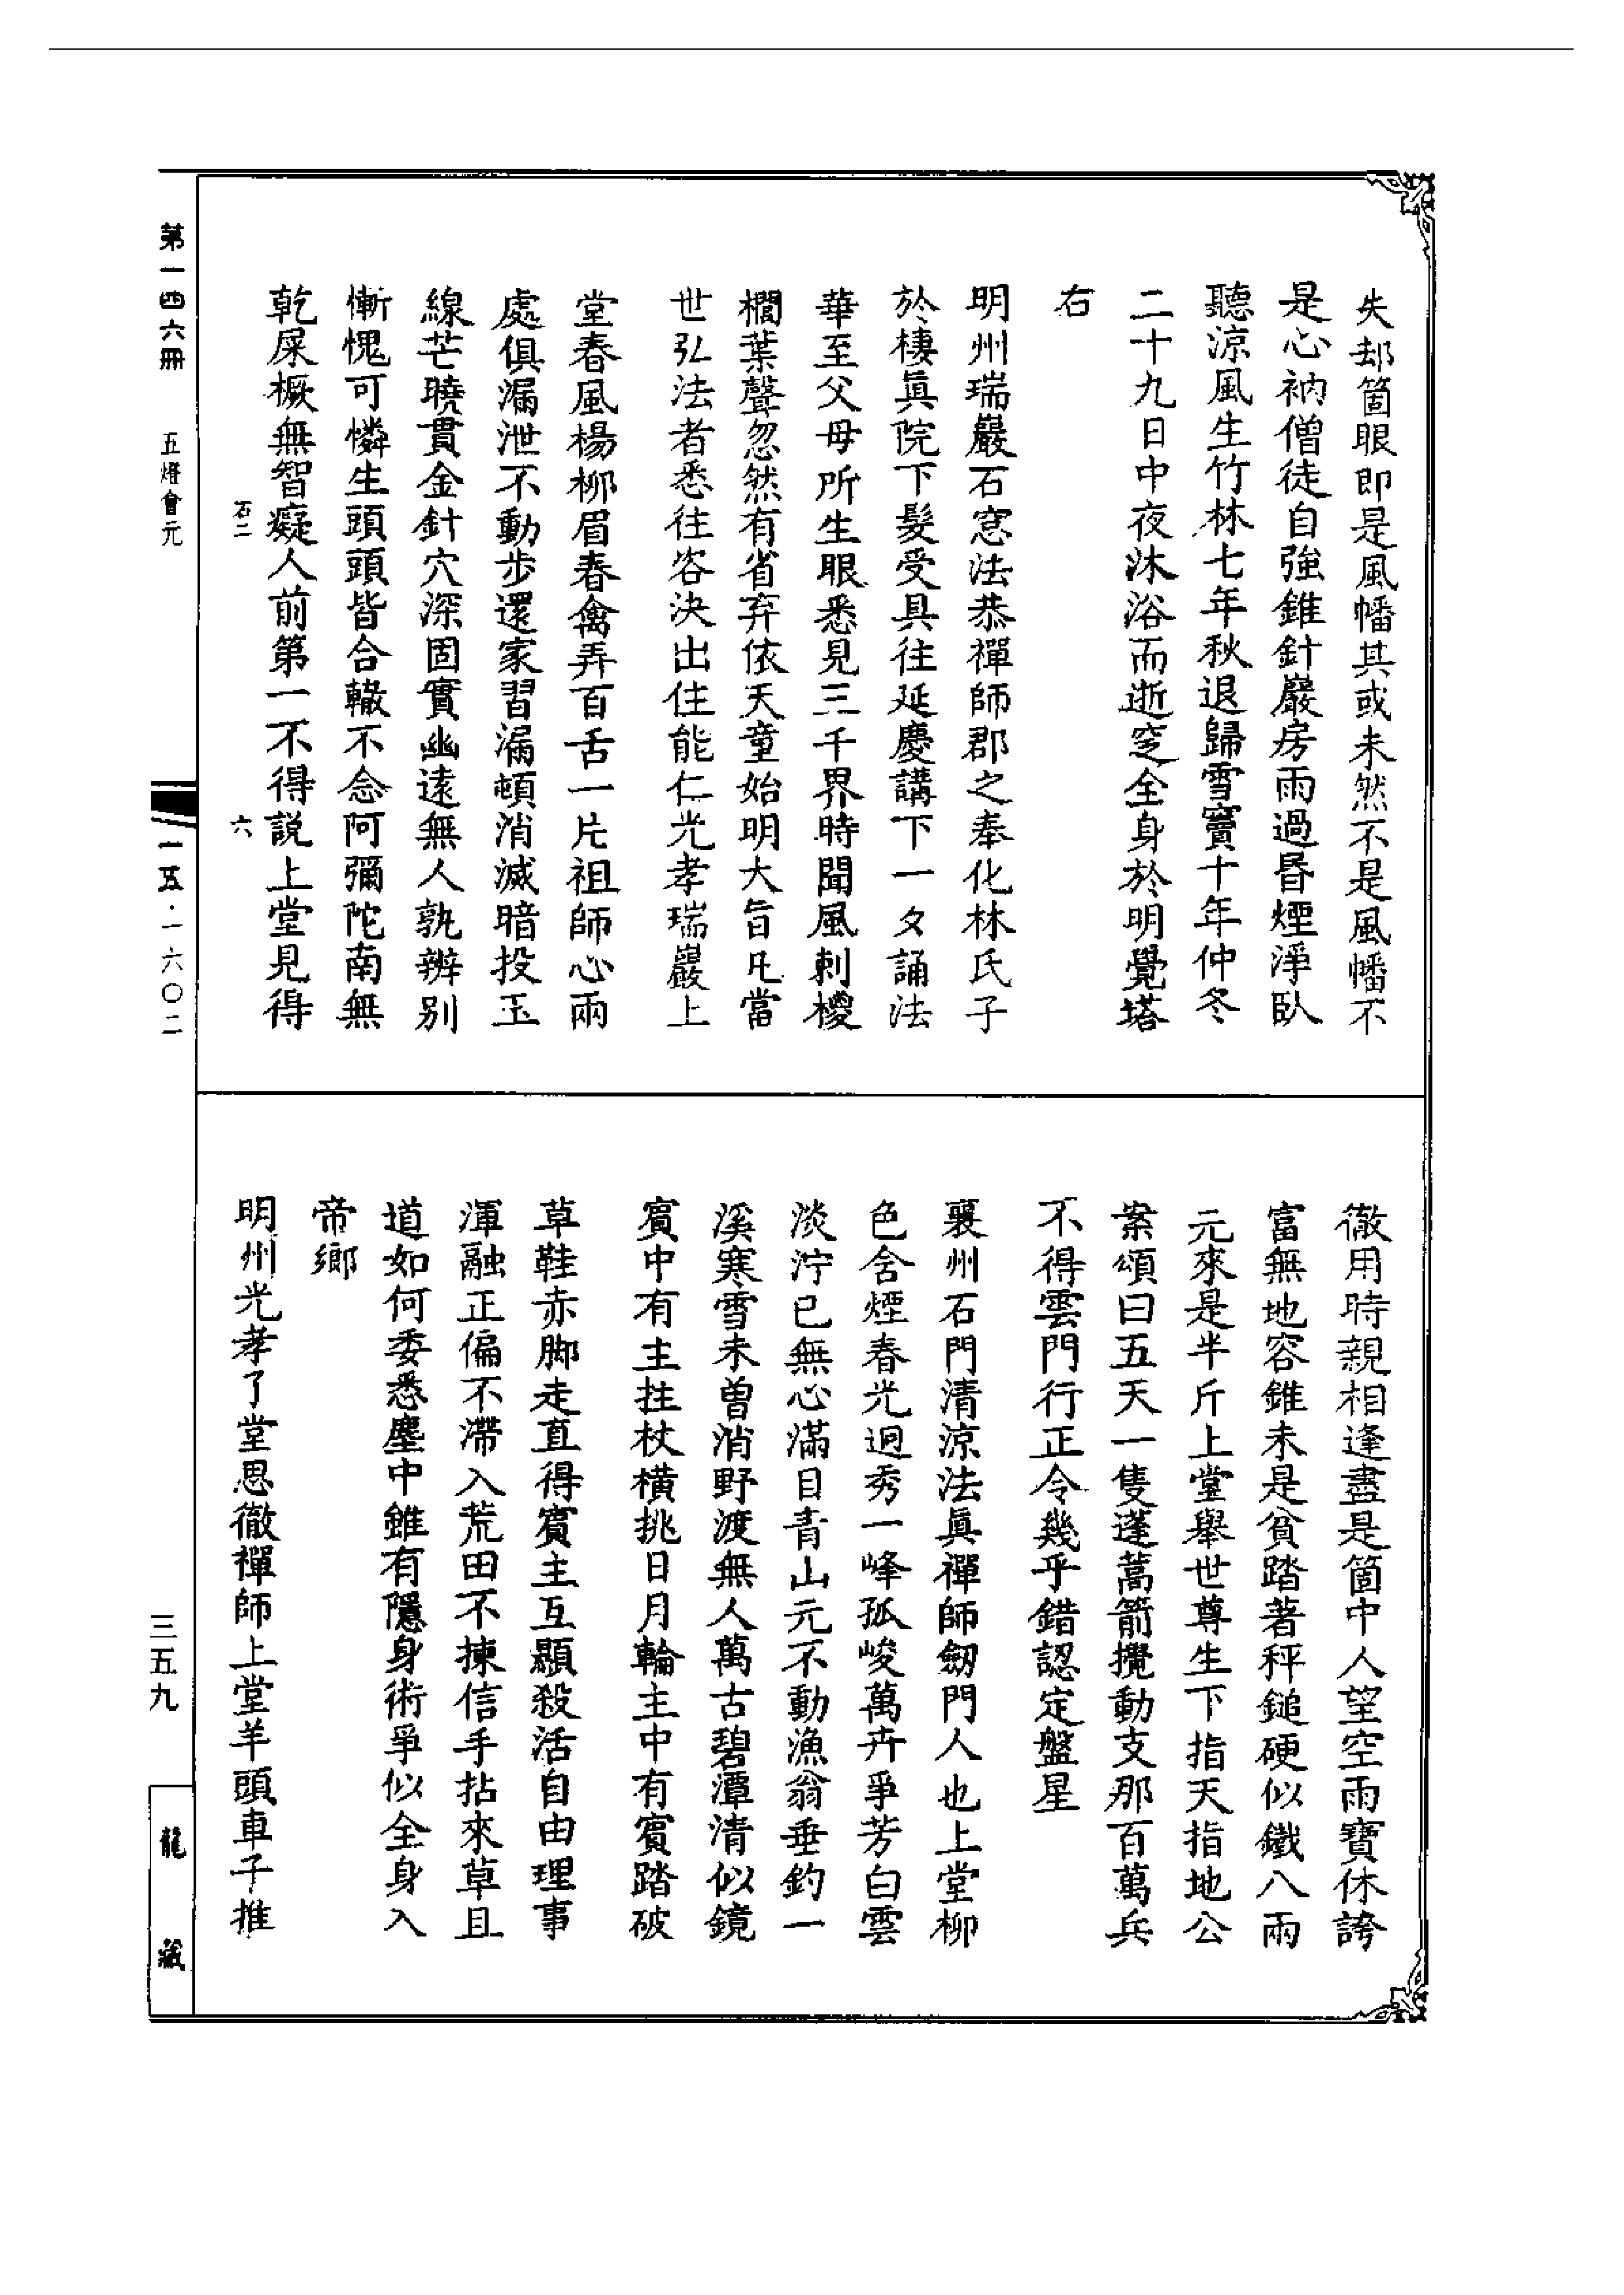 失却箇眼即是風幡其或未然不是風幡不
是心衲僧徒自強錐針巖房雨過昏煙淨臥
聽涼風生竹林七年秋退歸雪竇十年仲冬
二十九日中夜沐浴而逝窆全身於明覺塔
右
明州瑞巖石窻法恭禪師郡之奉化林氏子
於棲眞院下髮受具往延慶講下一夕誦法
華至父母所生眼悉見三千界時聞風刺椶
櫚葉聲忽然有省弃依天童始明大旨凡當
世弘法者悉往咨決出住能仁光孝瑞巖上
堂春風楊柳眉春禽弄百舌一片祖師心兩
處俱漏泄不動步還家習漏頓消滅暗投玉
線芒曉貫金針穴深固實幽遠無人孰辨別
慚愧可憐生頭頭皆合轍不念阿彌陀南無
乾屎橛無智癡人前第一不得説上堂見得
石二 六
徹用時親相逢盡是箇中人望空雨寶休誇
富無地容錐未是貧踏著秤鎚硬似鐵八兩
元來是半斤上堂舉世尊生下指天指地公
案頌曰五天一隻蓬蒿箭攪動支那百萬兵
不得雲門行正令幾乎錯認定盤星
襄州石門清涼法眞禪師劒門人也上堂柳
色含煙春光迥秀一峰孤峻萬卉爭芳白雲
淡泞已無心滿目青山元不動漁翁垂釣一
溪寒雪未曾消野渡無人萬古碧潭清似鏡
賓中有主拄杖橫挑日月輪主中有賓踏破
草鞋赤脚走直得賓主互顯殺活自由理事
渾融正偏不滯入荒田不揀信手拈來草且
道如何委悉塵中雖有隱身術爭似全身入
帝鄉
明州光孝了堂思徹禪師上堂羊頭車子推
第一四六冊 五燈會元 一五·一六〇二 三五九 龍藏